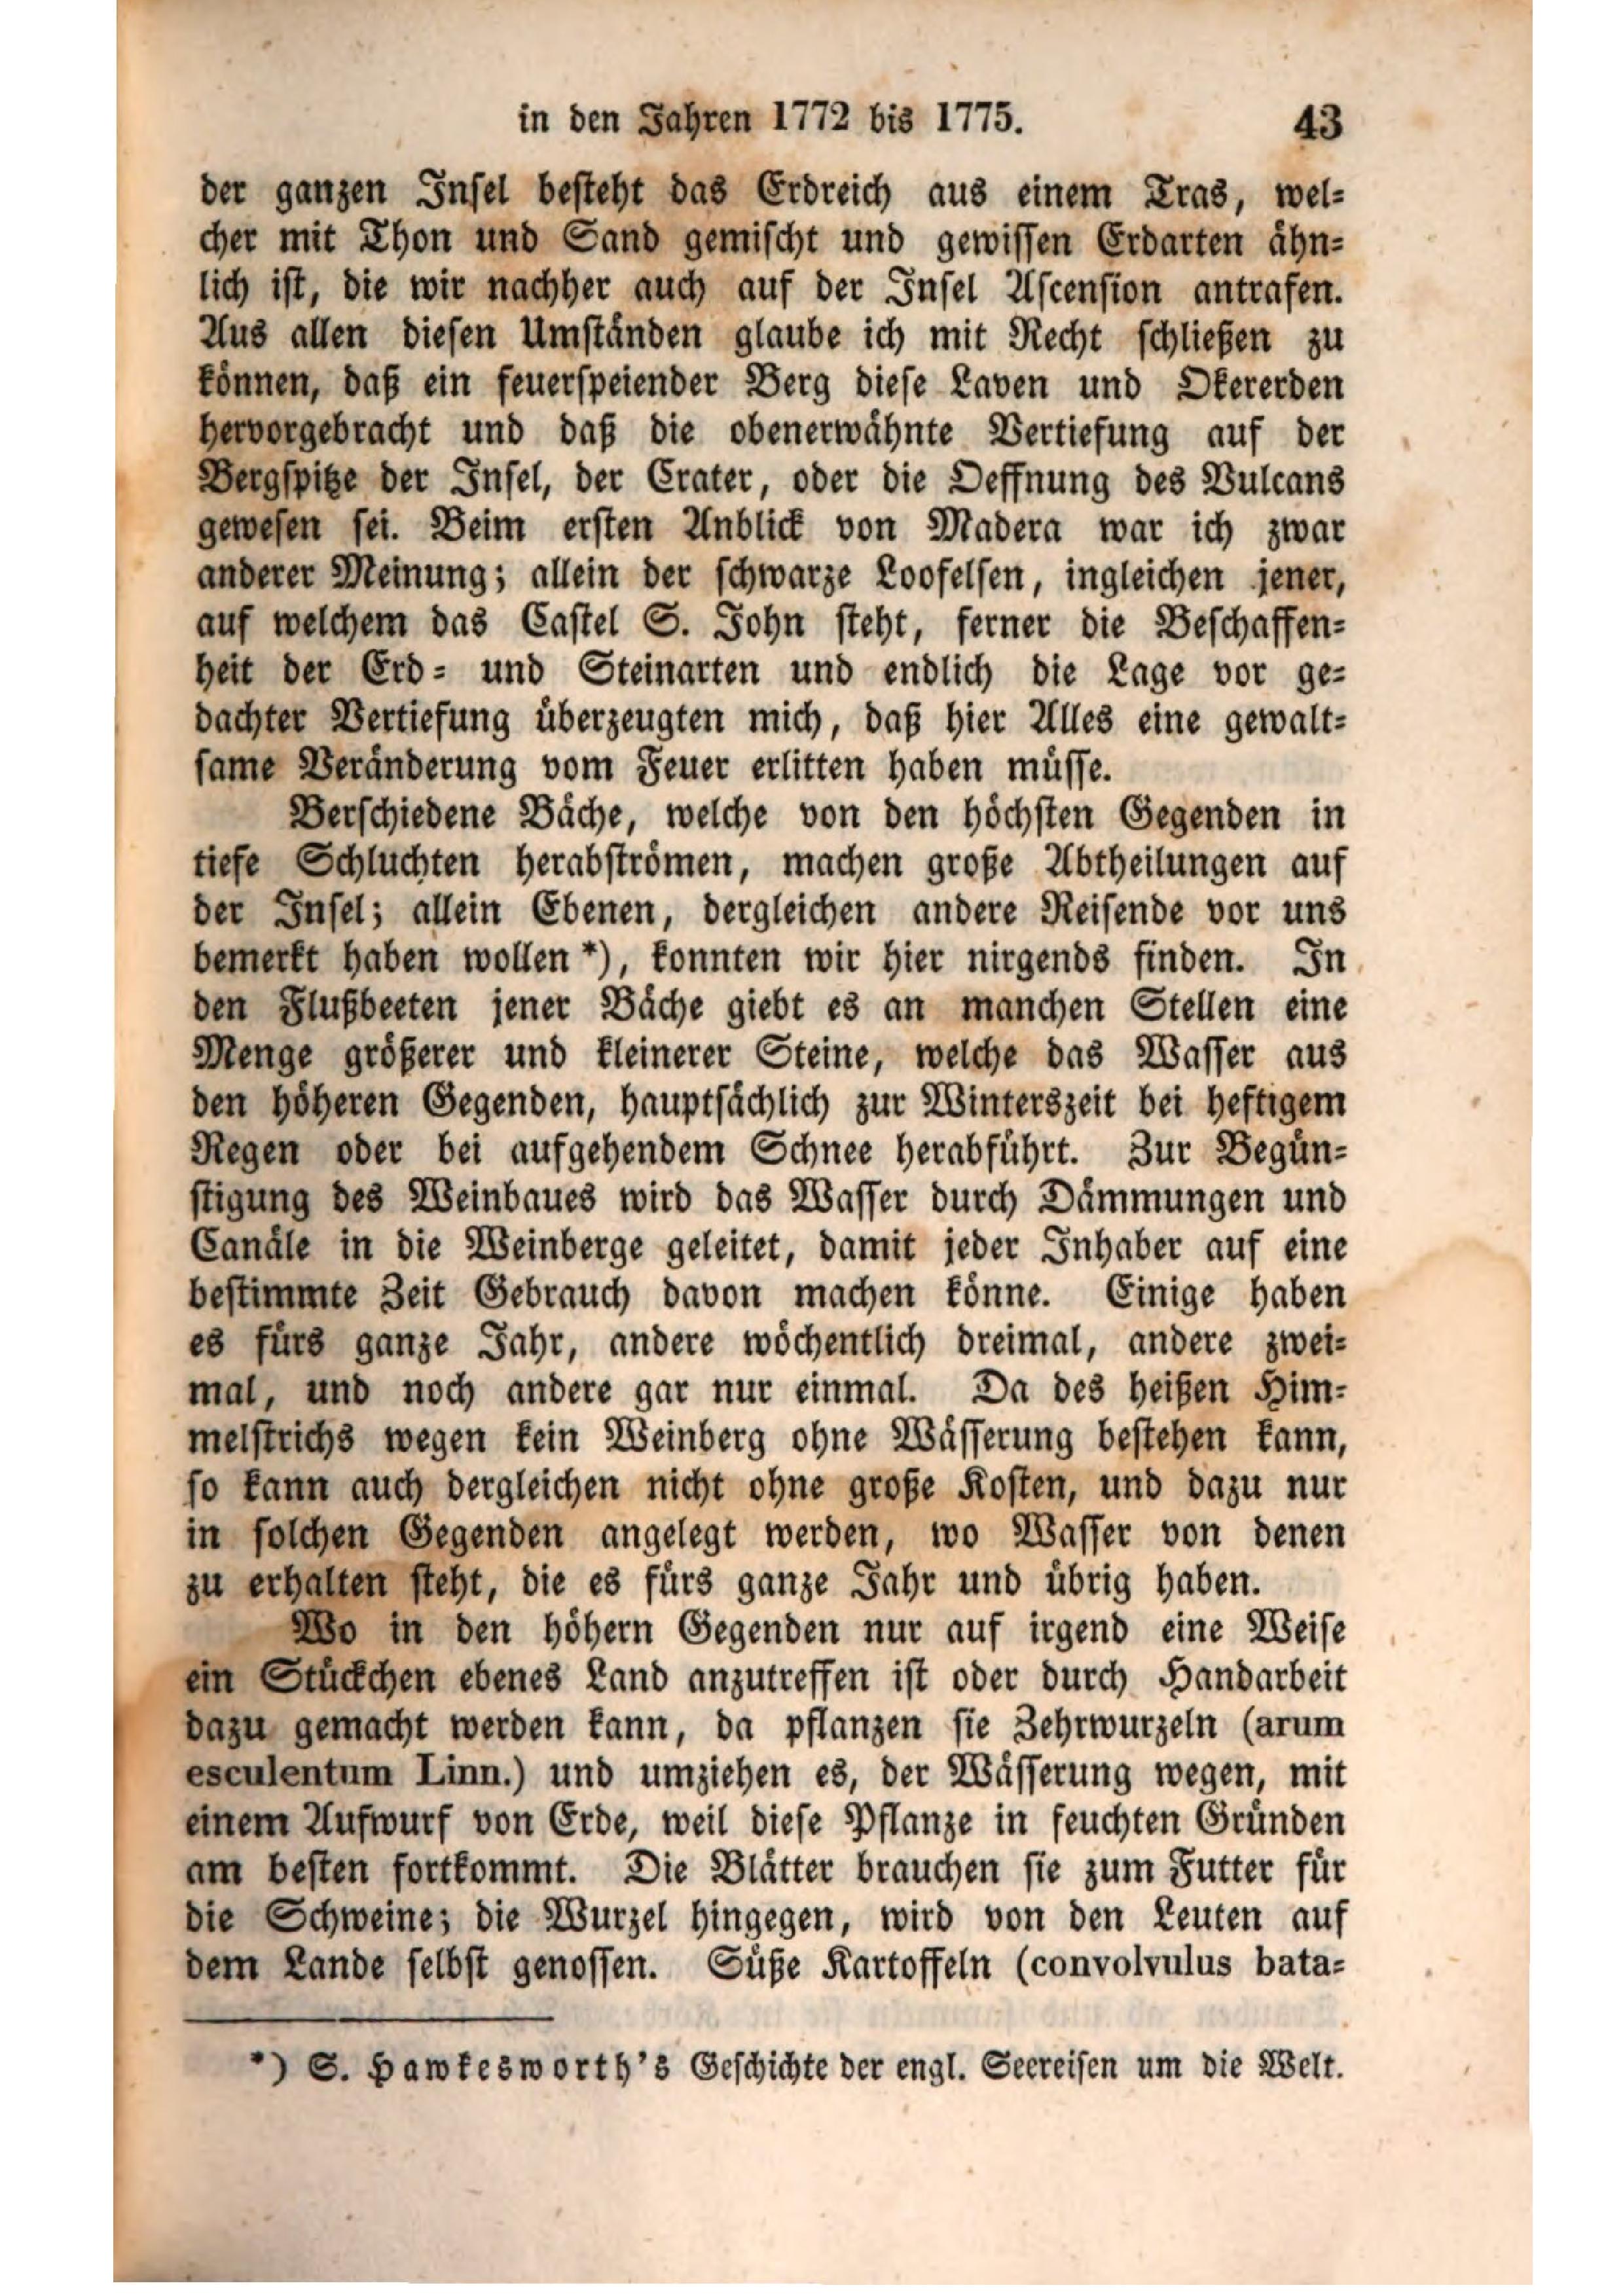 in den Jahren 1772 bis 1775. 43
der ganzen Insel besteht das Erdreich aus einem Tras, wel-
cher mit Thon und Sand gemischt und gewissen Erdarten ähn-
lich ist, die wir nachher auch auf der Insel Ascension antrafen.
Aus allen diesen Umständen glaube ich mit Recht schließen zu
können, daß ein feuerspeiender Berg diese Laven und Okererden
hervorgebracht und daß die obenerwähnte Vertiefung auf der
Bergspitze der Insel, der Crater, oder die Oeffnung des Vulcans
gewesen sei. Beim ersten Anblick von Madera war ich zwar
anderer Meinung; allein der schwarze Loofelsen, ingleichen jener,
auf welchem das Castel S. John steht, ferner die Beschaffen-
heit der Erd- und Steinarten und endlich die Lage vor ge-
dachter Vertiefung überzeugten mich, daß hier Alles eine gewalt-
same Veränderung vom Feuer erlitten haben müsse.
Verschiedene Bäche, welche von den höchsten Gegenden in
tiefe Schluchten herabströmen, machen große Abtheilungen auf
der Insel; allein Ebenen, dergleichen andere Reisende vor uns
bemerkt haben wollen *), konnten wir hier nirgends finden. In
den Flußbeeten jener Bäche giebt es an manchen Stellen eine
Menge größerer und kleinerer Steine, welche das Wasser aus
den höheren Gegenden, hauptsächlich zur Winterszeit bei heftigem
Regen oder bei aufgehendem Schnee herabführt. Zur Begün-
stigung des Weinbaues wird das Wasser durch Dämmungen und
Canäle in die Weinberge geleitet, damit jeder Inhaber auf eine
bestimmte Zeit Gebrauch davon machen könne. Einige haben
es fürs ganze Jahr, andere wöchentlich dreimal, andere zwei-
mal, und noch andere gar nur einmal. Da des heißen Him-
melstrichs wegen kein Weinberg ohne Wässerung bestehen kann,
so kann auch dergleichen nicht ohne große Kosten, und dazu nur
in solchen Gegenden angelegt werden, wo Wasser von denen
zu erhalten steht, die es fürs ganze Jahr und übrig haben.
Wo in den höhern Gegenden nur auf irgend eine Weise
ein Stückchen ebenes Land anzutreffen ist oder durch Handarbeit
dazu gemacht werden kann, da pflanzen sie Zehrwurzeln (arum
esculentum Linn.) und umziehen es, der Wässerung wegen, mit
einem Aufwurf von Erde, weil diese Pflanze in feuchten Gründen
am besten fortkommt. Die Blätter brauchen sie zum Futter für
die Schweine; die Wurzel hingegen, wird von den Leuten auf
dem Lande selbst genossen. Süße Kartoffeln (convolvulus bata-
*) S. Hawkesworth's Geschichte der engl. Seereisen um die Welt.